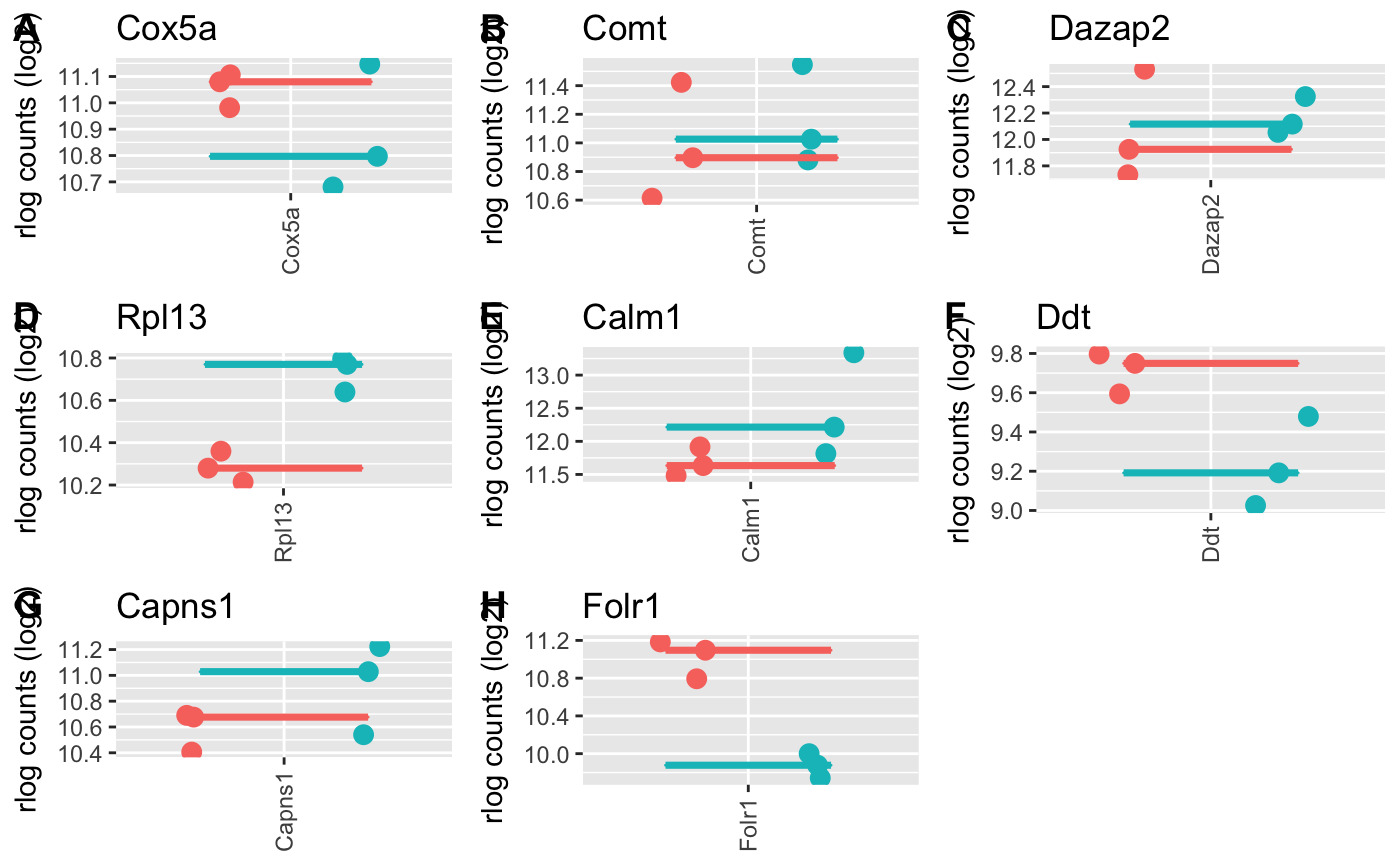 A
Cox5a
rlog counts (log2)
11.1
11.0
10.9
10.8
10.7
Cox5a
B
Comt
rlog counts (log2)
11.4
11.2
11.0
10.8
10.6
Comt
C
Dazap2
rlog counts (log2)
12.4
12.2
12.0
11.8
Dazap2
D
Rpl13
rlog counts (log2)
10.8
10.6
10.4
10.2
Rpl13
E
Calm1
rlog counts (log2)
13.0
12.5
12.0
11.5
Calm1
F
Ddt
rlog counts (log2)
9.8
9.6
9.4
9.2
9.0
Ddt
G
Capns1
rlog counts (log2)
11.2
11.0
10.8
10.6
10.4
Capns1
H
Folr1
rlog counts (log2)
11.2
10.8
10.4
10.0
Folr1